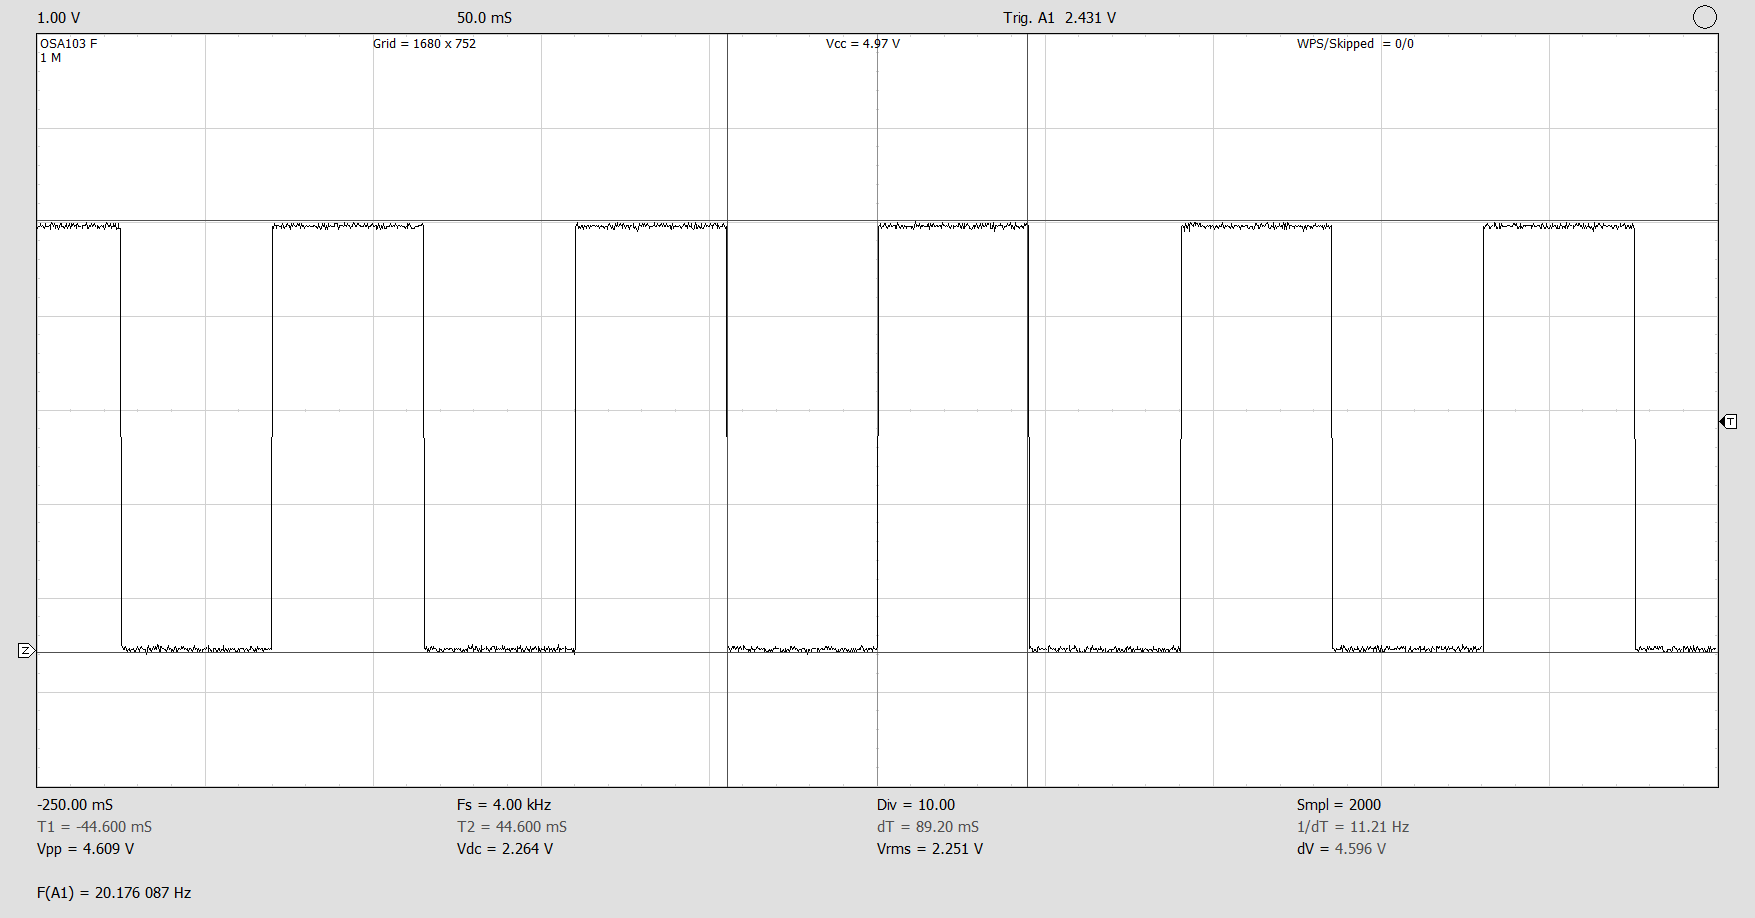 1.00 V 50.0 mS Trig. A1 2.431 V
OSA103 F Grid = 1680 x 752 Vcc = 4.97 V WPS/Skipped = 0/0
1 M
T
Z
-250.00 mS Fs = 4.00 kHz Div = 10.00 Smpl = 2000
T1 = -44.600 mS T2 = 44.600 mS dT = 89.20 mS 1/dT = 11.21 Hz
Vpp = 4.609 V Vdc = 2.264 V Vrms = 2.251 V dV = 4.596 V
F(A1) = 20.176 087 Hz